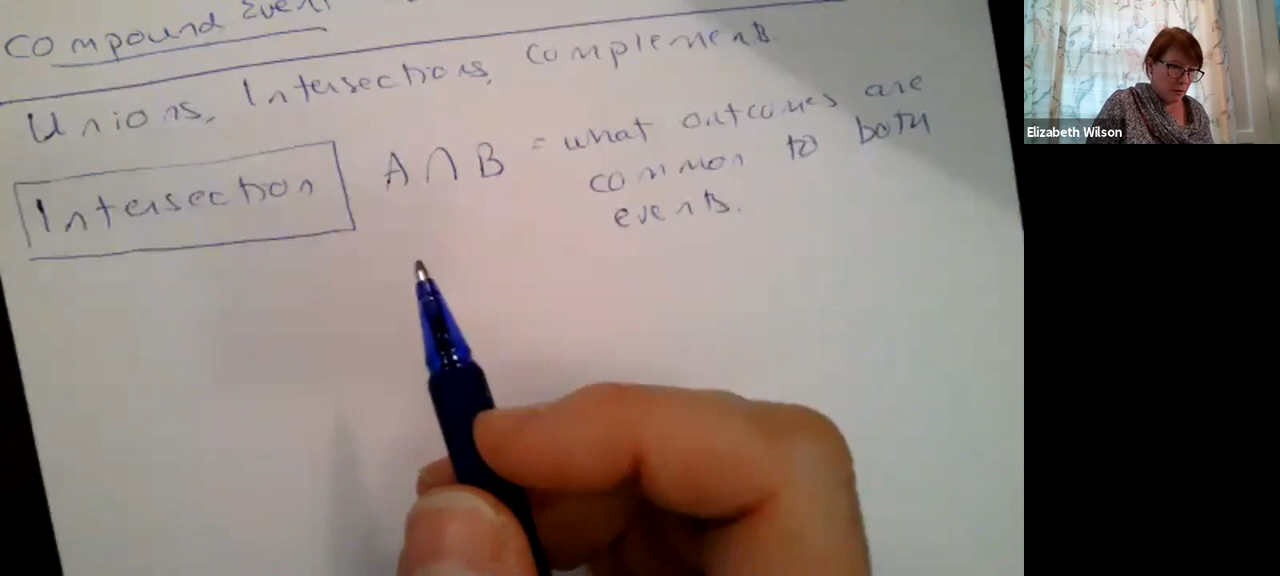 Compound Event
Unions, Intersections, Complements.
Intersection A ∩ B = what outcomes are
common to both
events.
Elizabeth Wilson